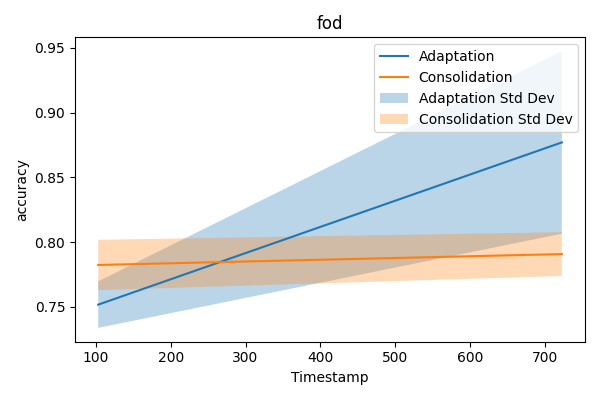 fod
0.95
0.90
0.85
0.80
0.75
accuracy
Adaptation
Consolidation
Adaptation Std Dev
Consolidation Std Dev
100 200 300 400 500 600 700
Timestamp